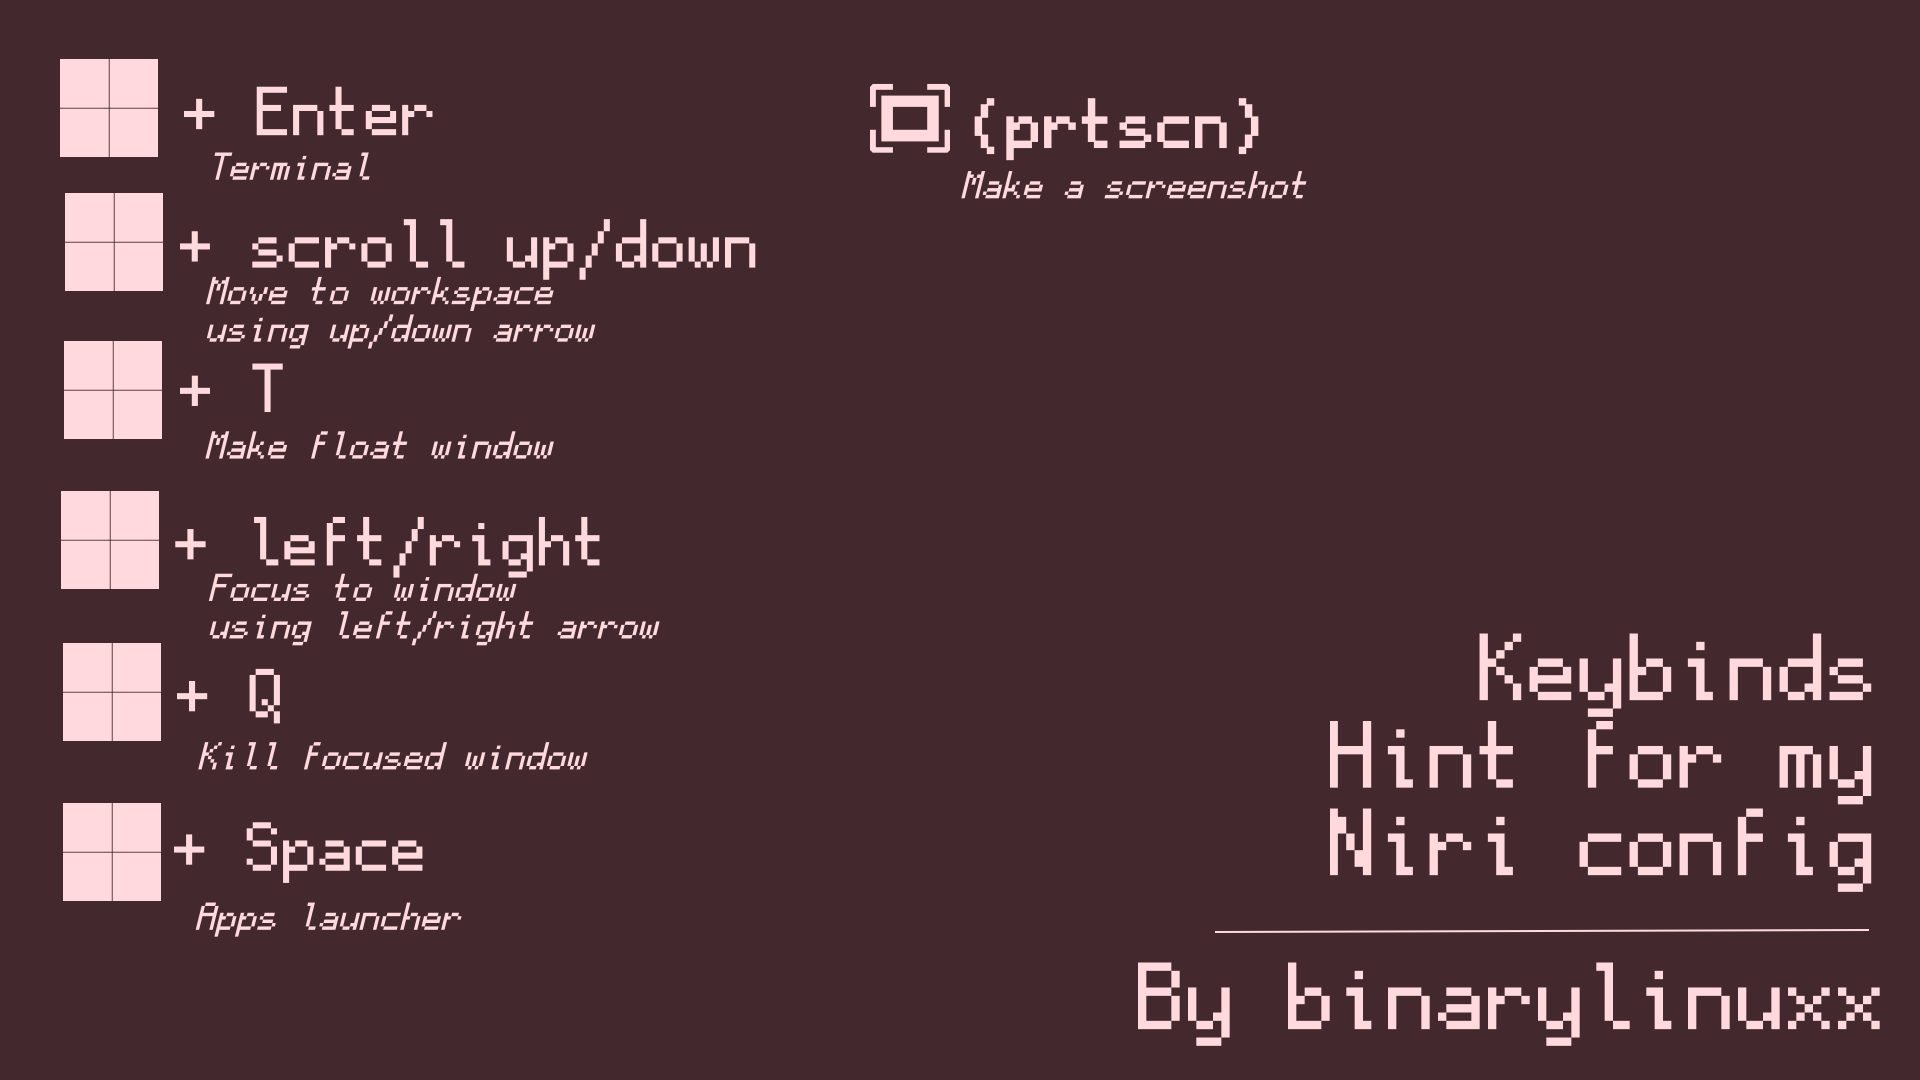 + Enter
Terminal
+ scroll up/down
Move to workspace
using up/down arrow
+ T
Make float window
+ left/right
Focus to window
using left/right arrow
+ Q
Kill focused window
+ Space
Apps launcher
(prtscn)
Make a screenshot
Keybinds
Hint for my
Niri config
By binarylinuxx